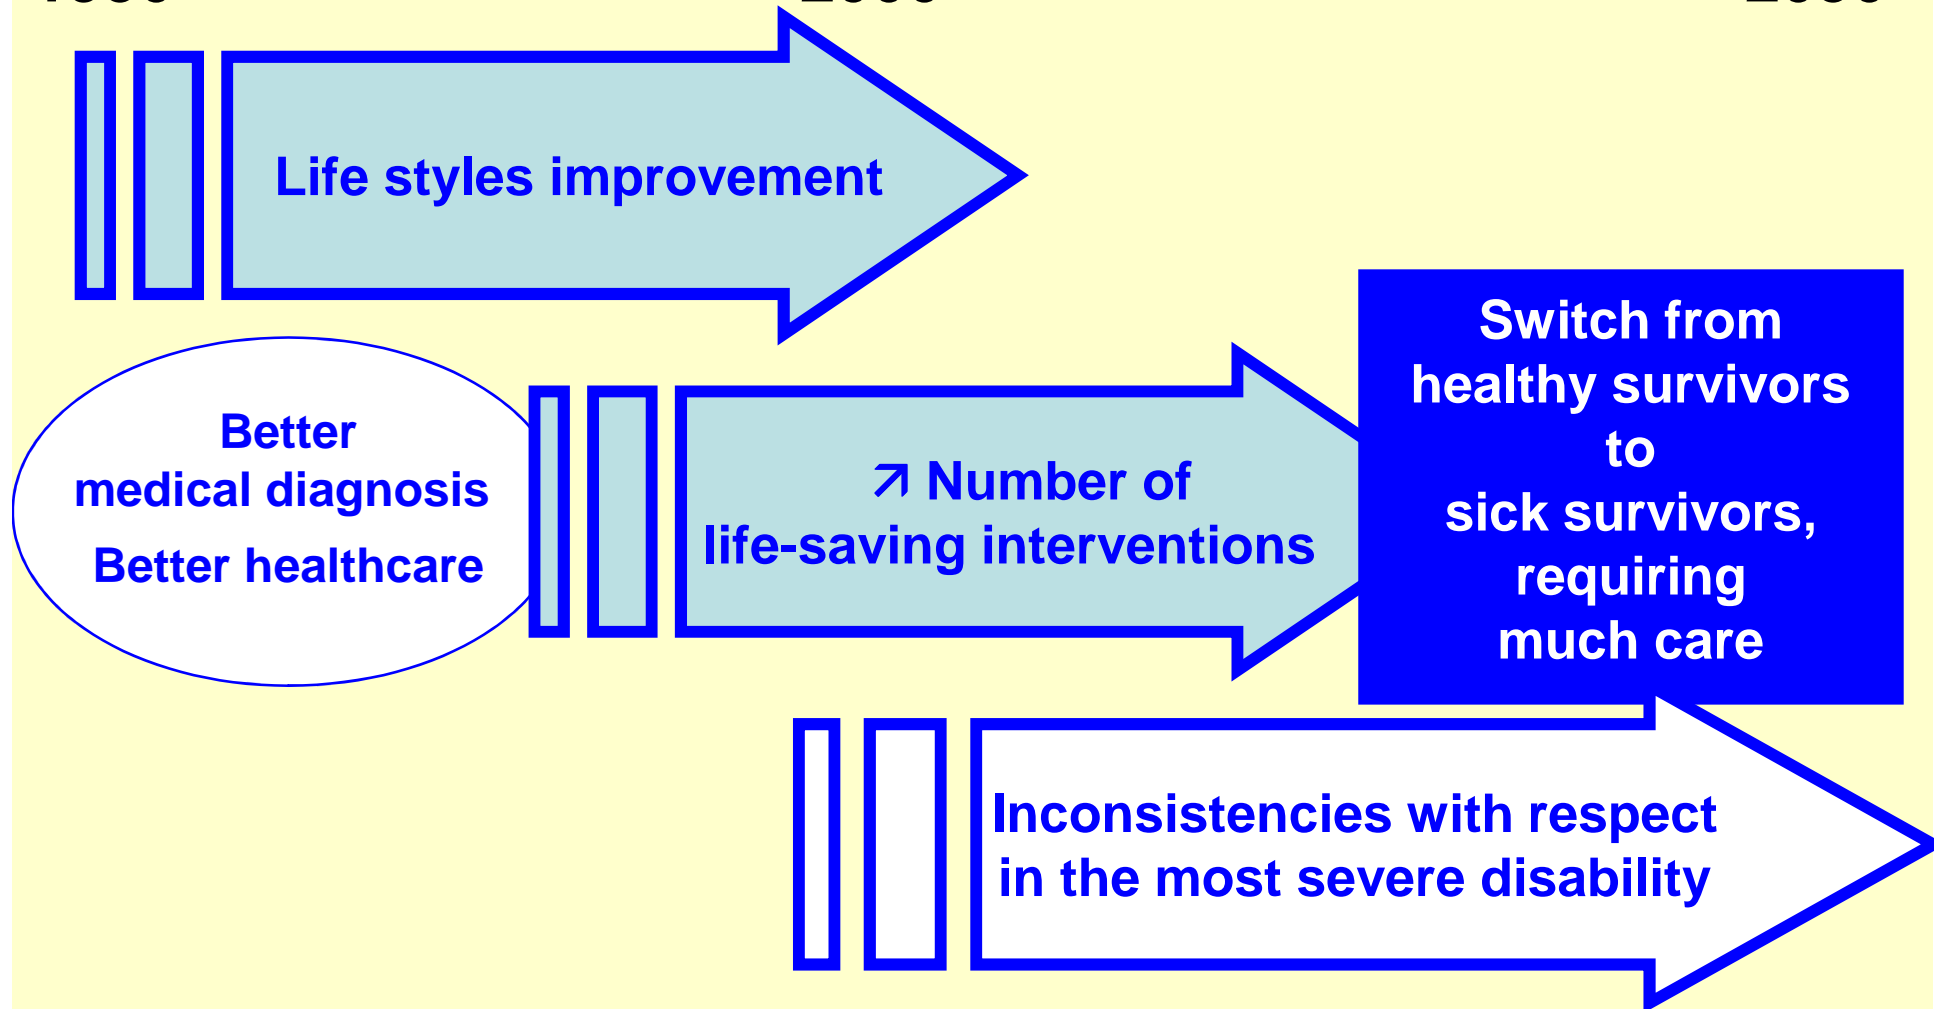 Life styles improvement
Better
medical diagnosis
Better healthcare
↗ Number of
life-saving interventions
Switch from
healthy survivors
to
sick survivors,
requiring
much care
Inconsistencies with respect
in the most severe disability